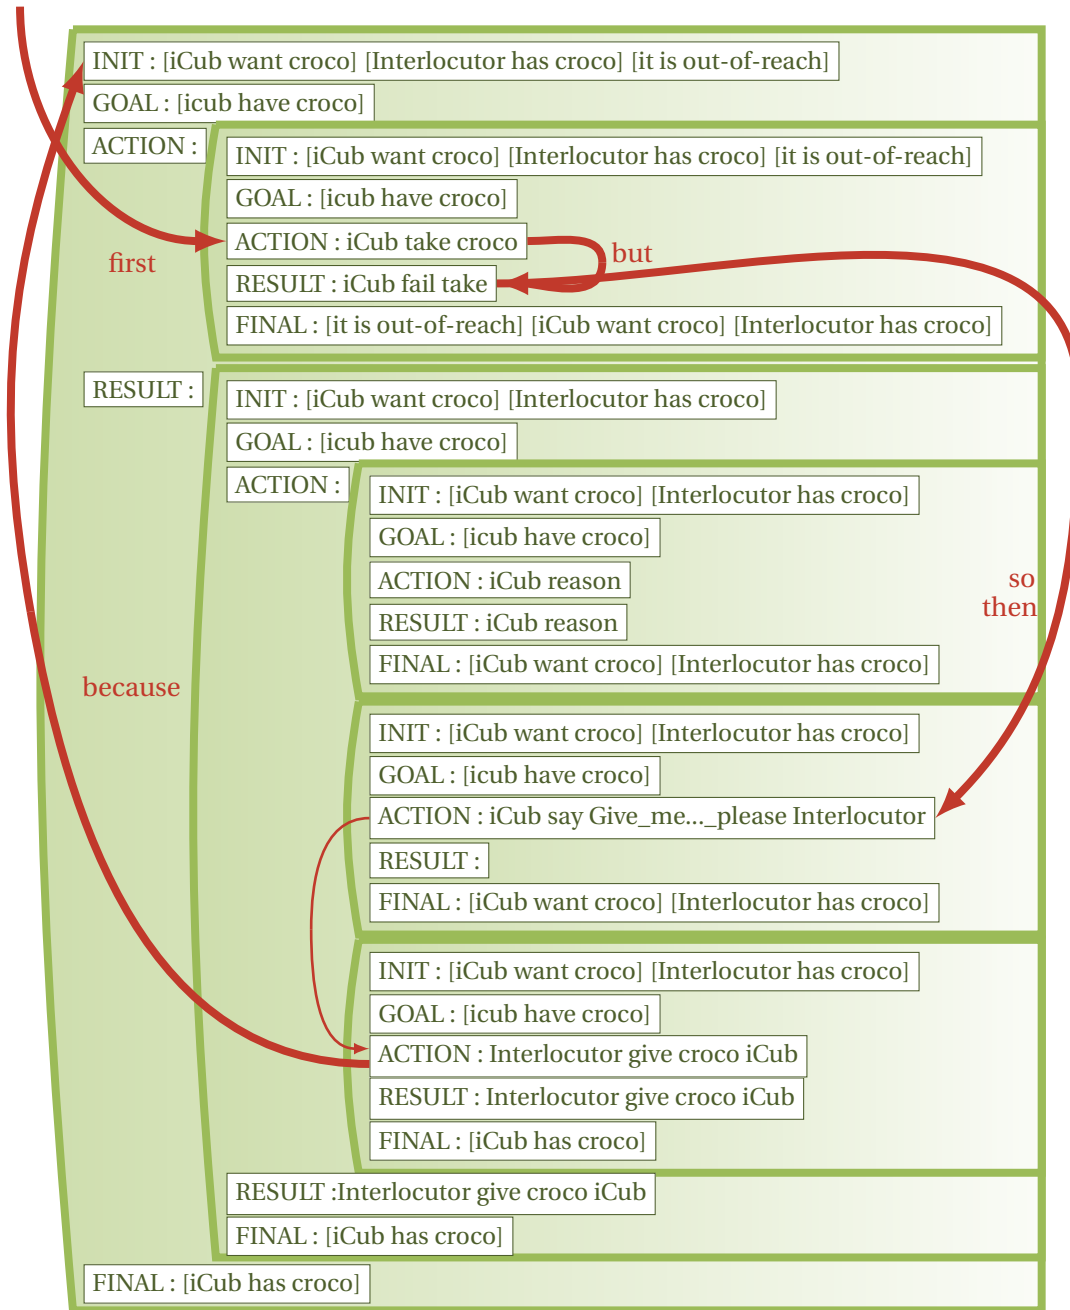 INIT : [iCub want croco] [Interlocutor has croco] [it is out-of-reach]
GOAL : [icub have croco]
ACTION :
INIT : [iCub want croco] [Interlocutor has croco] [it is out-of-reach]
GOAL : [icub have croco]
ACTION : iCub take croco
first
but
RESULT : iCub fail take
FINAL : [it is out-of-reach] [iCub want croco] [Interlocutor has croco]
RESULT :
INIT : [iCub want croco] [Interlocutor has croco]
GOAL : [icub have croco]
ACTION :
INIT : [iCub want croco] [Interlocutor has croco]
GOAL : [icub have croco]
ACTION : iCub reason
so
then
RESULT : iCub reason
FINAL : [iCub want croco] [Interlocutor has croco]
because
INIT : [iCub want croco] [Interlocutor has croco]
GOAL : [icub have croco]
ACTION : iCub say Give_me..._please Interlocutor
RESULT :
FINAL : [iCub want croco] [Interlocutor has croco]
INIT : [iCub want croco] [Interlocutor has croco]
GOAL : [icub have croco]
ACTION : Interlocutor give croco iCub
RESULT : Interlocutor give croco iCub
FINAL : [iCub has croco]
RESULT :Interlocutor give croco iCub
FINAL : [iCub has croco]
FINAL : [iCub has croco]